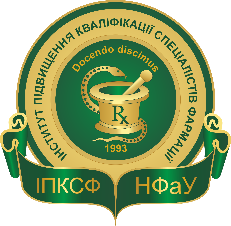 ІНСТИТУТ ПІДВИЩЕННЯ КВАЛІФІКАЦІЇ СПЕЦІАЛІСТІВ ФАРМАЦІЇ
Docendo discimus
Rx
1993
ІПКСФ НФаУ